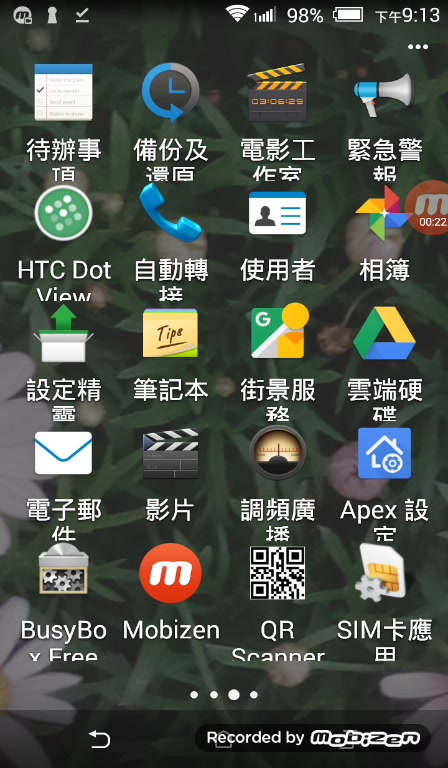 98% 下午9:13
待辦事項
備份及還原
電影工作室
緊急警報
03:06:29
00:22
HTC Dot View
自動轉接
使用者
相簿
Tips
G
設定精靈
筆記本
街景服務
雲端硬碟
電子郵件
影片
調頻廣播
Apex 設定
BusyBox Free
Mobizen
QR Scanner
SIM卡應用
Recorded by mobizen